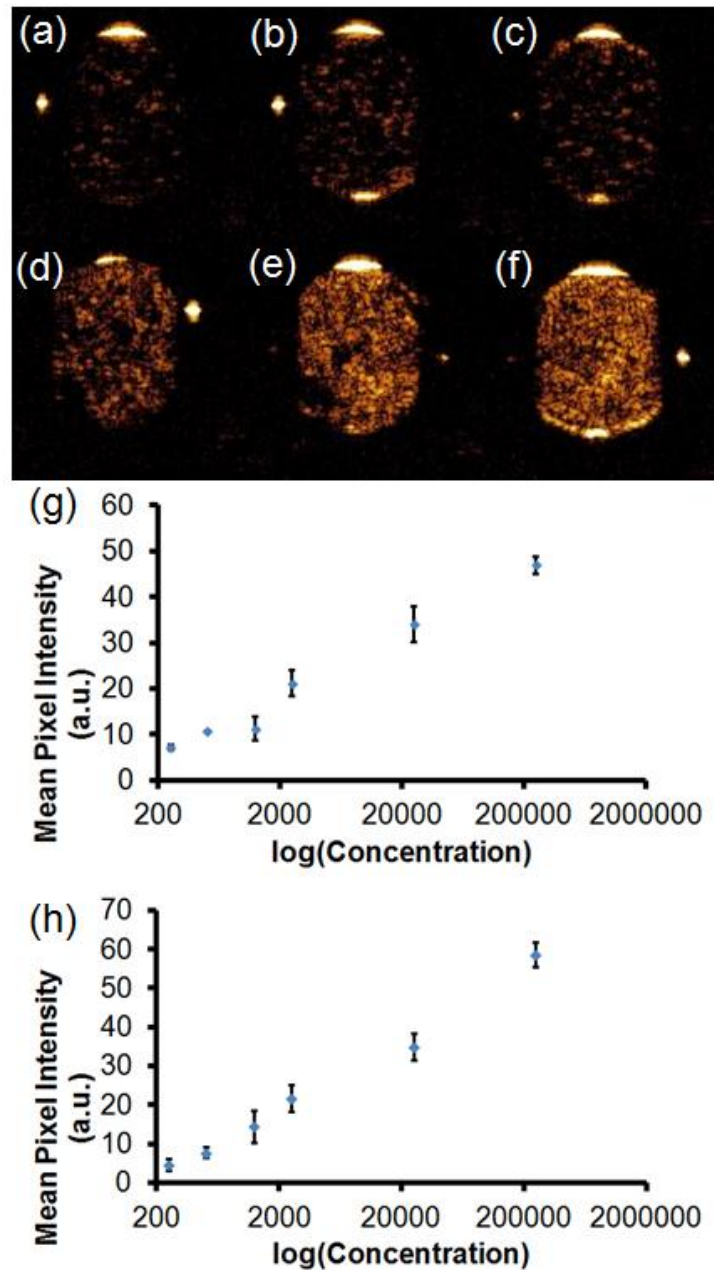 (a)
(b)
(c)
(d)
(e)
(f)
(g)
60
50
40
30
20
10
0
Mean Pixel Intensity
(a.u.)
200 2000 20000 200000 2000000
log(Concentration)
(h)
70
60
50
40
30
20
10
0
Mean Pixel Intensity
(a.u.)
200 2000 20000 200000 2000000
log(Concentration)